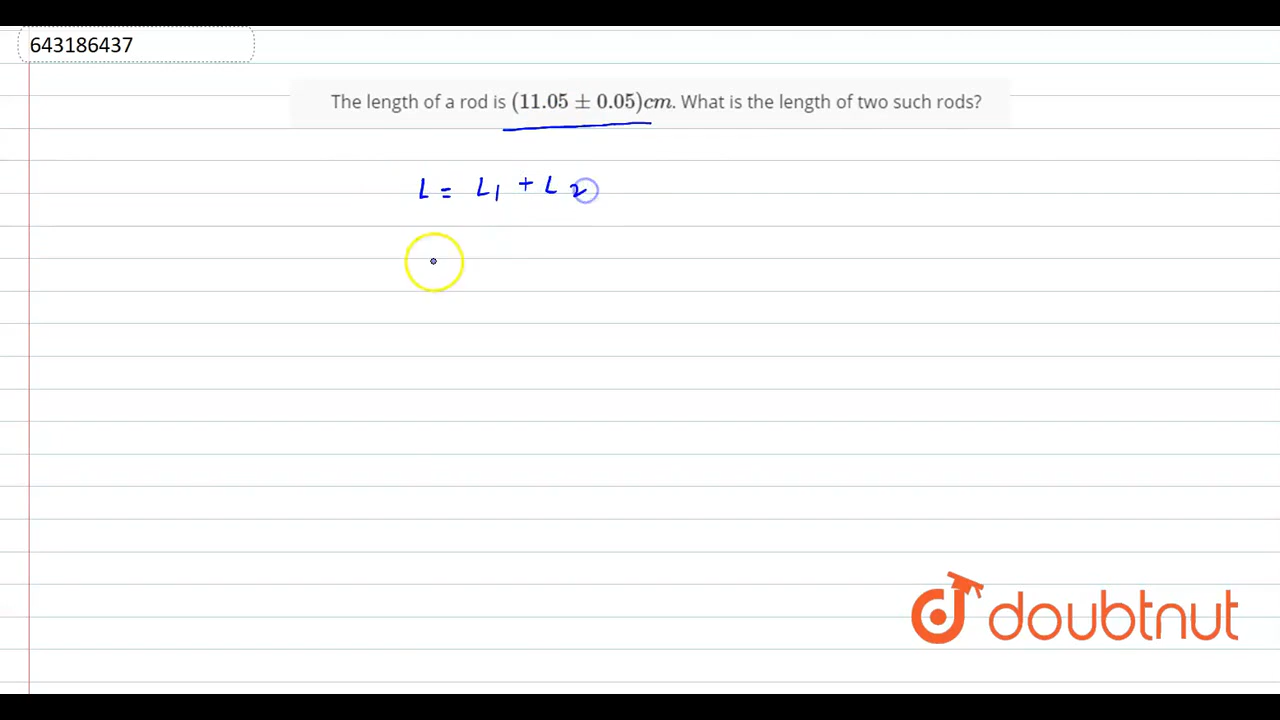 643186437
The length of a rod is (11.05 ± 0.05)cm. What is the length of two such rods?
L = L1 + L2
doubtnut